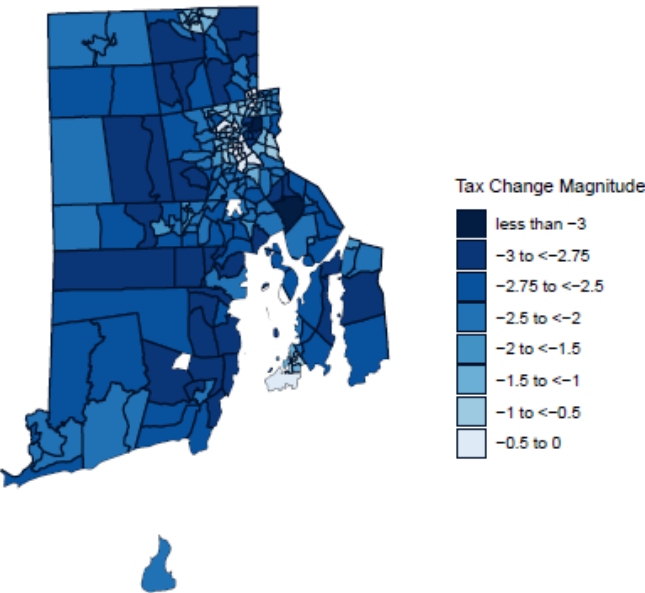 Tax Change Magnitude
less than −3
−3 to <−2.75
−2.75 to <−2.5
−2.5 to <−2
−2 to <−1.5
−1.5 to <−1
−1 to <−0.5
−0.5 to 0